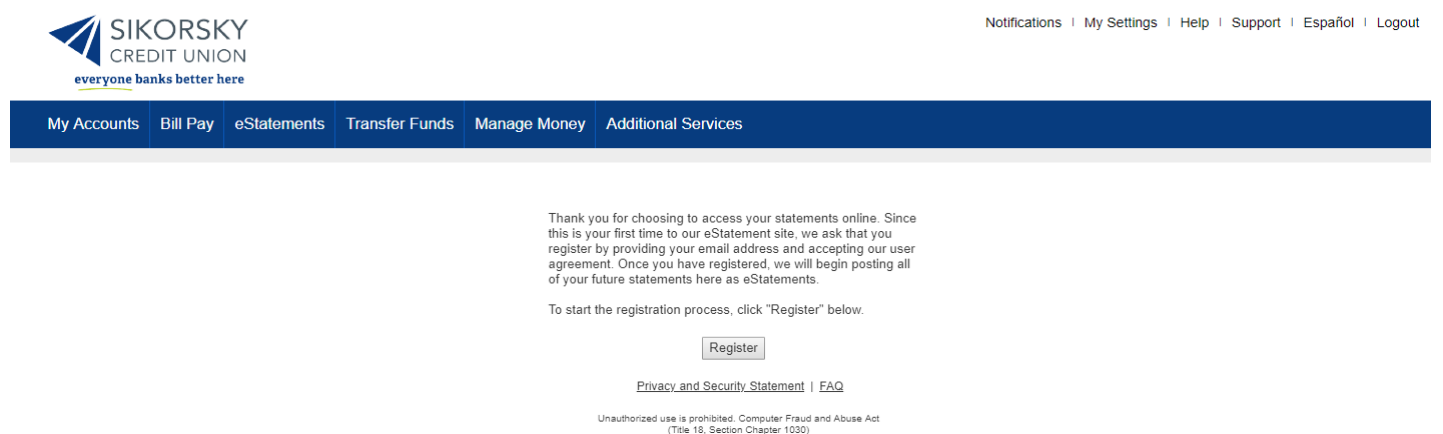 SIKORSKY
CREDIT UNION
everyone banks better here
Notifications | My Settings | Help | Support | Español | Logout
My Accounts Bill Pay eStatements Transfer Funds Manage Money Additional Services
Thank you for choosing to access your statements online. Since
this is your first time to our eStatement site, we ask that you
register by providing your email address and accepting our user
agreement. Once you have registered, we will begin posting all
of your future statements here as eStatements.
To start the registration process, click "Register" below.
Register
Privacy and Security Statement | FAQ
Unauthorized use is prohibited. Computer Fraud and Abuse Act
(Title 18, Section Chapter 1030)